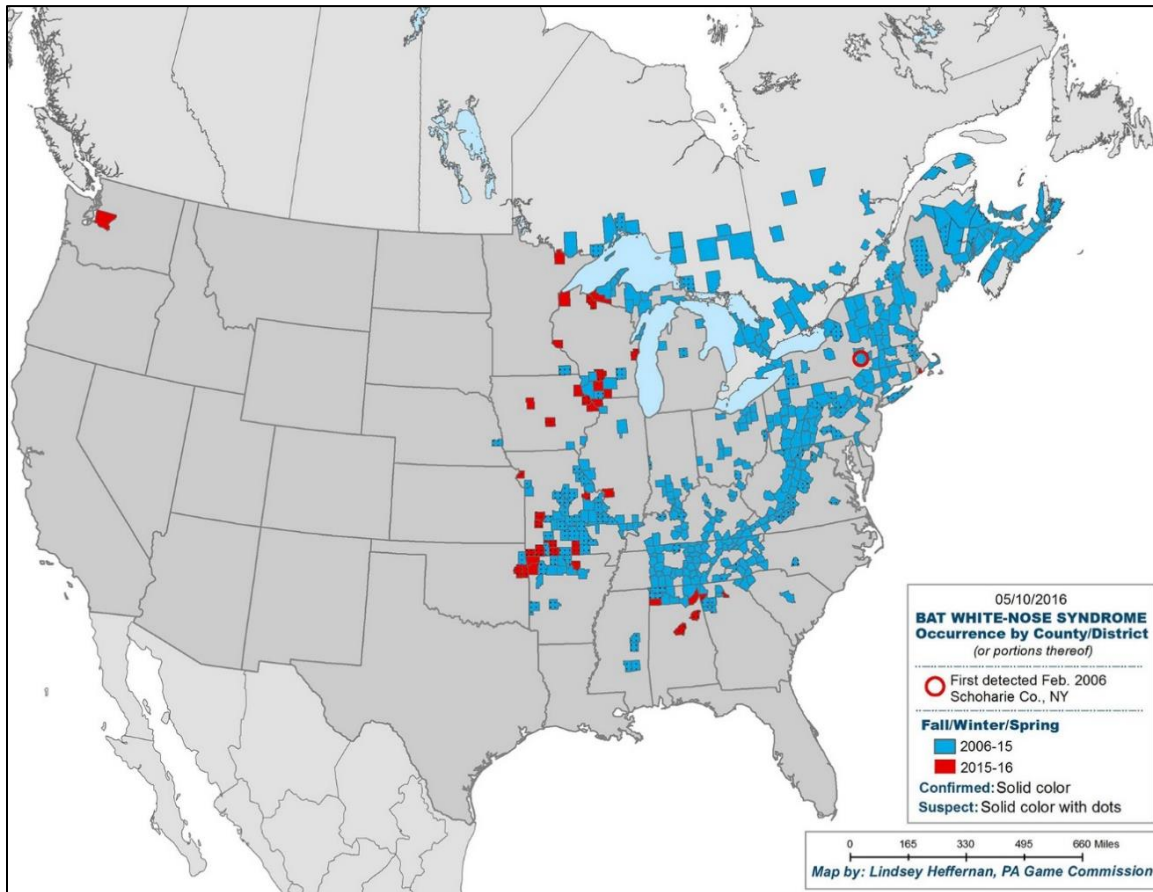 05/10/2016
BAT WHITE-NOSE SYNDROME
Occurrence by County/District
(or portions thereof)
First detected Feb. 2006
Schoharie Co., NY
Fall/Winter/Spring
2006-15
2015-16
Confirmed: Solid color
Suspect: Solid color with dots
0 165 330 495 660 Miles
Map by: Lindsey Heffernan, PA Game Commission